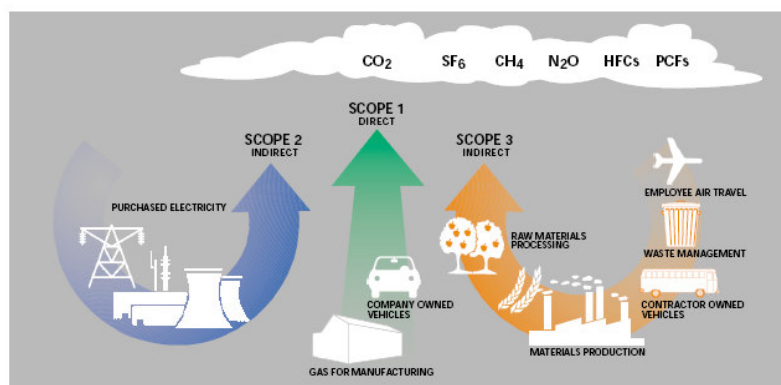 CO2 SF6 CH4 N2O HFCs PCFs
SCOPE 1
DIRECT
SCOPE 2
INDIRECT
SCOPE 3
INDIRECT
PURCHASED ELECTRICITY
COMPANY OWNED
VEHICLES
GAS FOR MANUFACTURING
RAW MATERIALS
PROCESSING
MATERIALS PRODUCTION
EMPLOYEE AIR TRAVEL
WASTE MANAGEMENT
CONTRACTOR OWNED
VEHICLES